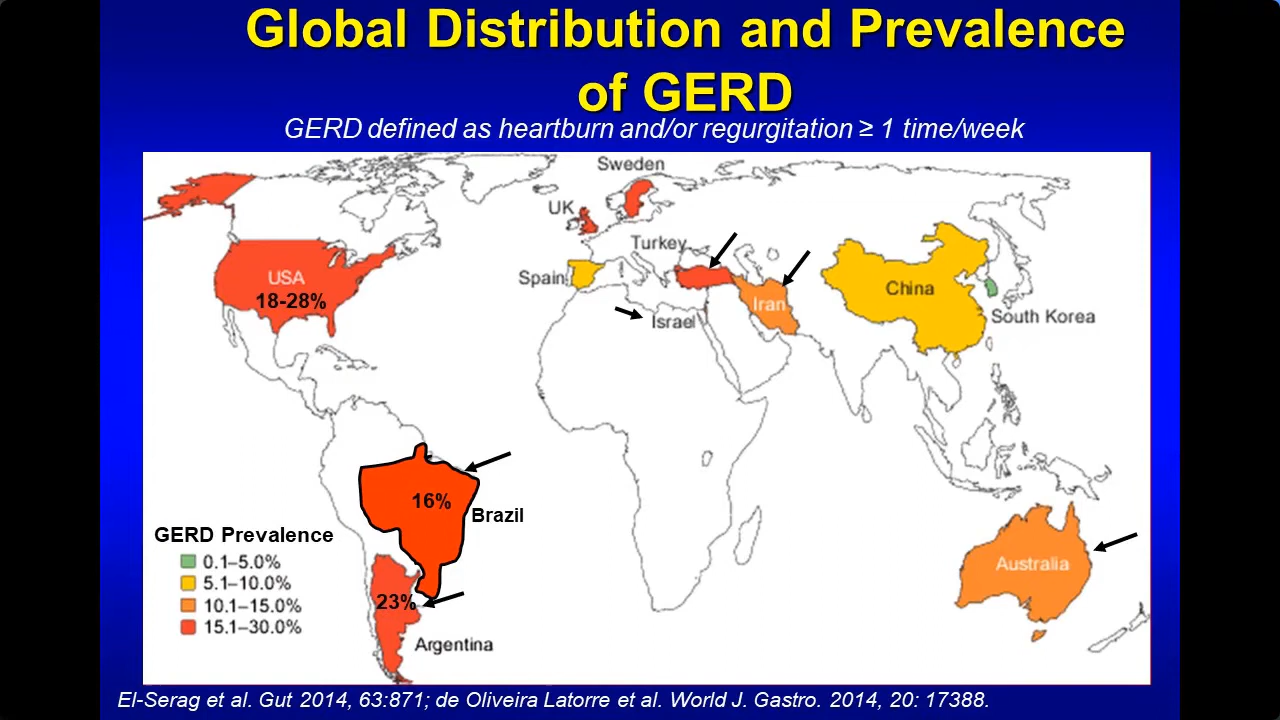 Global Distribution and Prevalence
of GERD
GERD defined as heartburn and/or regurgitation ≥ 1 time/week
Sweden
UK
Turkey
USA
18-28%
Spain
Iran
China
Israel
South Korea
16%
Brazil
GERD Prevalence
0.1–5.0%
5.1–10.0%
10.1–15.0%
15.1–30.0%
Australia
23%
Argentina
El-Serag et al. Gut 2014, 63:871; de Oliveira Latorre et al. World J. Gastro. 2014, 20: 17388.